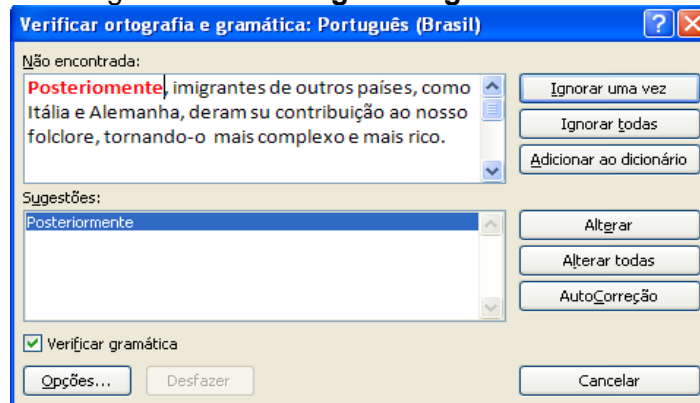 Verificar ortografia e gramática: Português (Brasil)
Não encontrada:
Posteriomente, imigrantes de outros países, como
Itália e Alemanha, deram su contribuição ao nosso
folclore, tornando-o mais complexo e mais rico.
Ignorar uma vez
Ignorar todas
Adicionar ao dicionário
Sugestões:
Posteriormente
Alterar
Alterar todas
AutoCorreção
Verificar gramática
Opções...
Desfazer
Cancelar